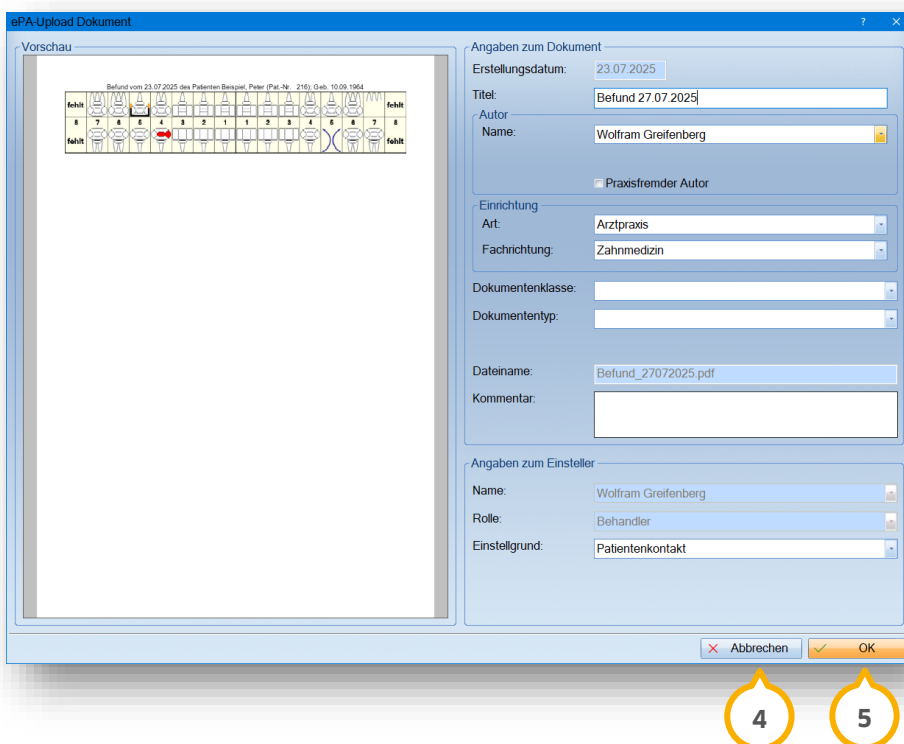 ePA-Upload Dokument
? ×
Vorschau
Befund vom 23.07.2025 des Patienten Beispiel, Peter (Pat.-Nr. 216); Geb. 10.09.1964
fehlt fehlt
8 7 6 5 4 3 2 1 1 2 3 4 5 6 7 8
fehlt fehlt
Angaben zum Dokument
Erstellungsdatum: 23.07.2025
Titel: Befund 27.07.2025
Autor
Name: Wolfram Greifenberg
Praxisfremder Autor
Einrichtung
Art: Arztpraxis
Fachrichtung: Zahnmedizin
Dokumentenklasse:
Dokumententyp:
Dateiname: Befund_27072025.pdf
Kommentar:
Angaben zum Einsteller
Name: Wolfram Greifenberg
Rolle: Behandler
Einstellgrund: Patientenkontakt
Abbrechen OK
4 5